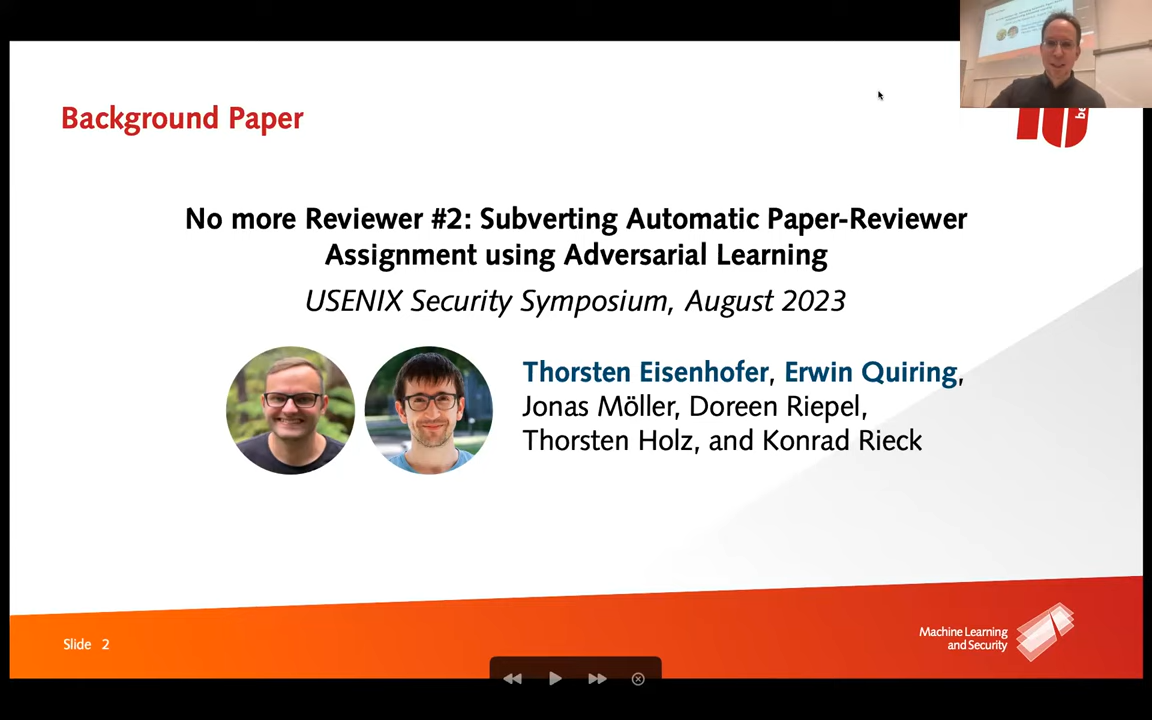 Background Paper
No more Reviewer #2: Subverting Automatic Paper-Reviewer
Assignment using Adversarial Learning
USENIX Security Symposium, August 2023
Thorsten Eisenhofer, Erwin Quiring,
Jonas Möller, Doreen Riepel,
Thorsten Holz, and Konrad Rieck
Slide 2
Machine Learning
and Security